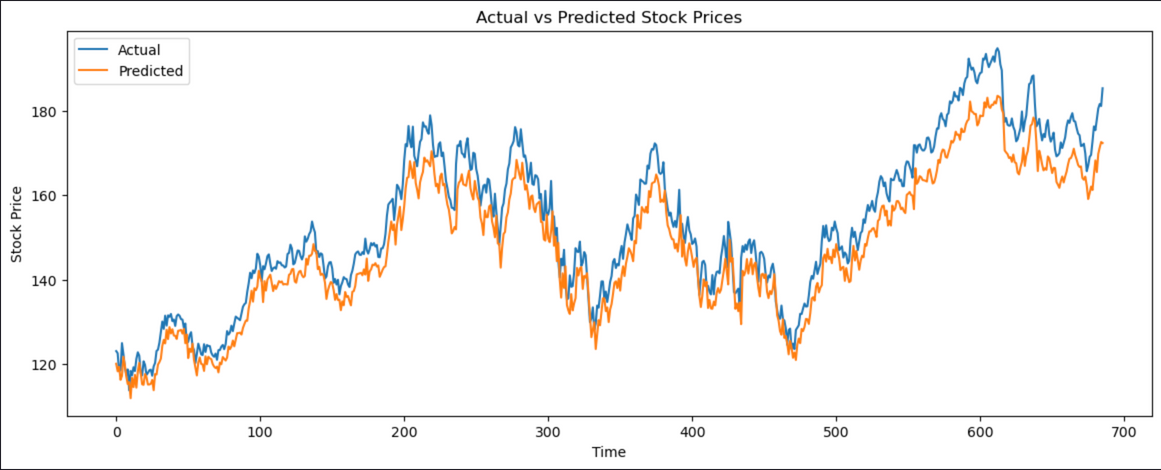 Actual vs Predicted Stock Prices
Actual
Predicted
Stock Price
180
160
140
120
0 100 200 300 400 500 600 700
Time